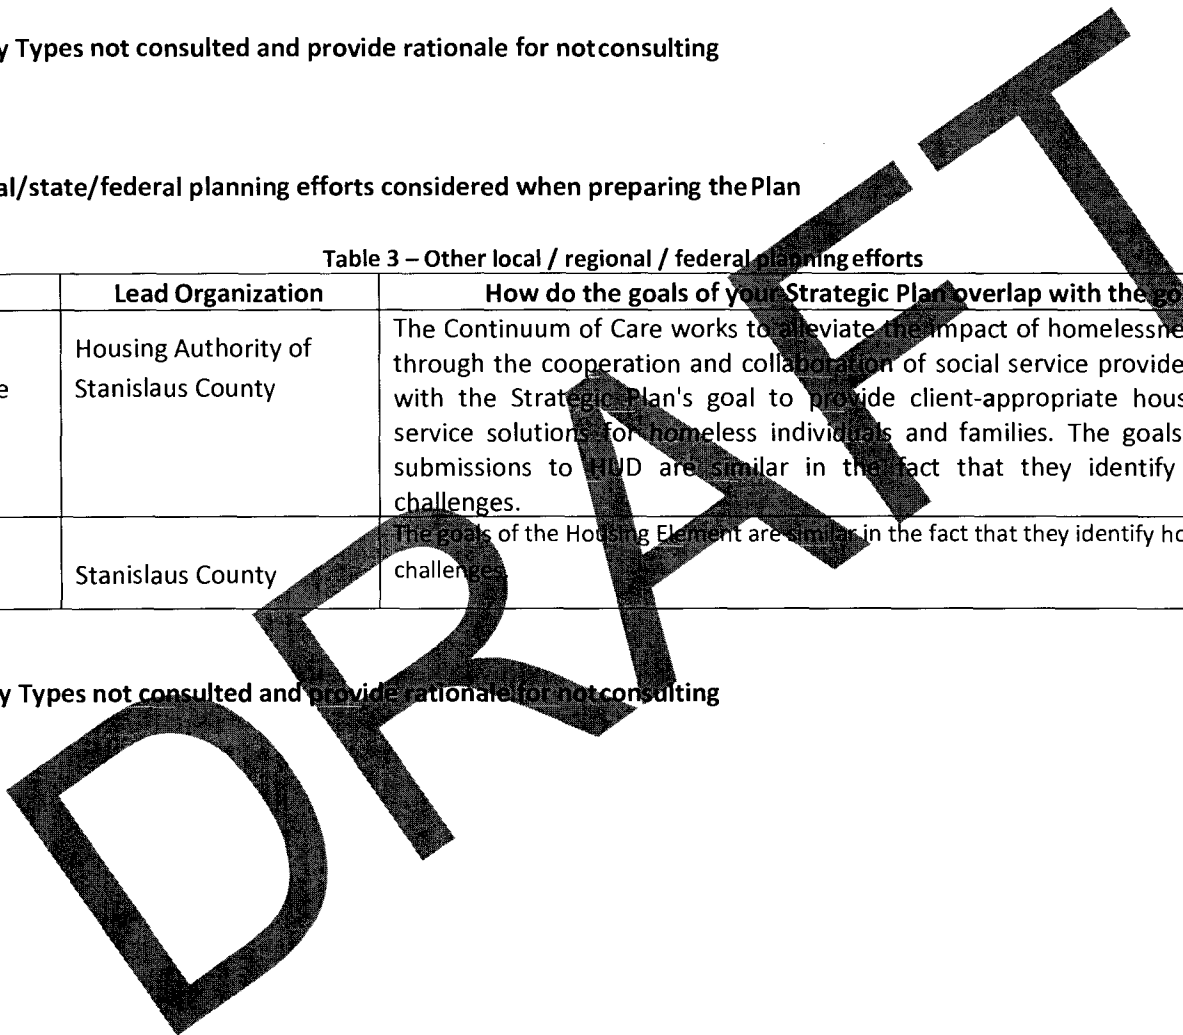 y Types not consulted and provide rationale for notconsulting
al/state/federal planning efforts considered when preparing the Plan
Table 3 – Other local / regional / federal planning efforts
Lead Organization How do the goals of your Strategic Plan overlap with the go
e
Housing Authority of
Stanislaus County
The Continuum of Care works to alleviate the impact of homelessne
through the cooperation and collaboration of social service provide
with the Strategic Plan's goal to provide client-appropriate hous
service solutions for homeless individuals and families. The goals
submissions to HUD are similar in the fact that they identify
challenges.
Stanislaus County
The goals of the Housing Element are similar in the fact that they identify ho
challenges.
y Types not consulted and provide rationale for notconsulting
DRAFT